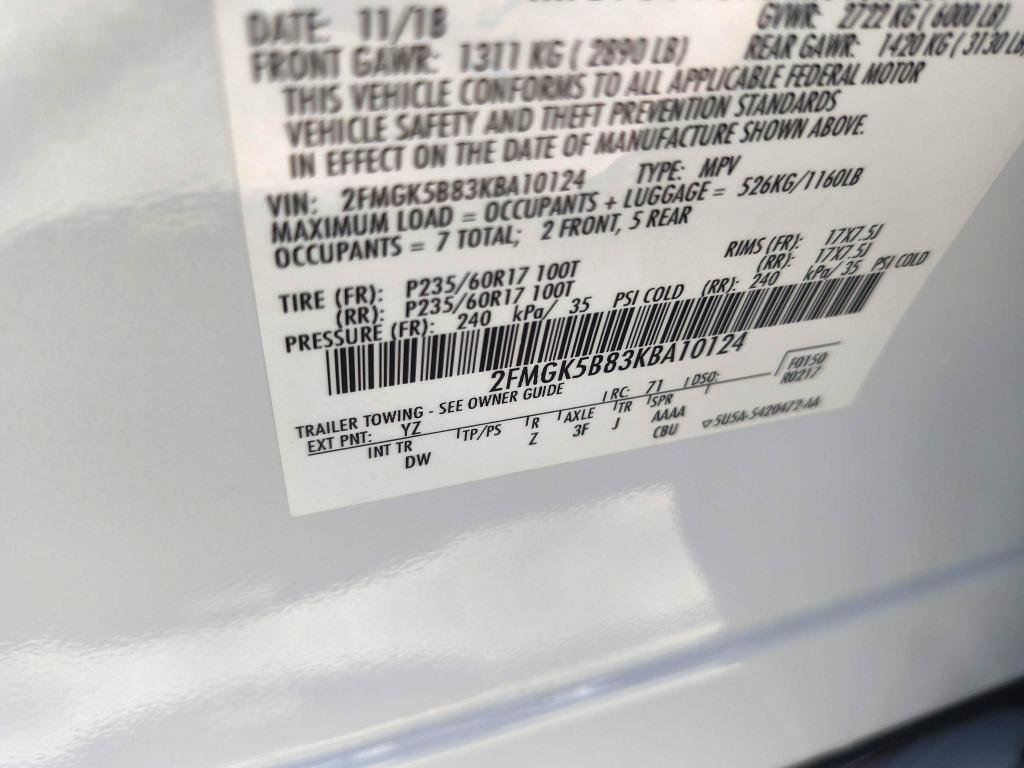 DATE: 11/18 GVWR: 2722 KG ( 6000 LB)
FRONT GAWR: 1311 KG ( 2890 LB) REAR GAWR: 1420 KG ( 3130 LB
THIS VEHICLE CONFORMS TO ALL APPLICABLE FEDERAL MOTOR
VEHICLE SAFETY AND THEFT PREVENTION STANDARDS
IN EFFECT ON THE DATE OF MANUFACTURE SHOWN ABOVE.
VIN: 2FMGK5B83KBA10124 TYPE: MPV
MAXIMUM LOAD = OCCUPANTS + LUGGAGE = 526KG/1160LB
OCCUPANTS = 7 TOTAL; 2 FRONT, 5 REAR
TIRE (FR): P235/60R17 100T RIMS (FR): 17X7.5J
(RR): P235/60R17 100T (RR): 17X7.5J
PRESSURE (FR): 240 kPa/ 35 PSI COLD (RR): 240 kPa/ 35 PSI COLD
2FMGK5B83KBA10124
TRAILER TOWING - SEE OWNER GUIDE
EXT PNT: YZ RC: 71 DSO: F0150
R0217
INT TR TP/PS R AXLE TR SPR
DW Z 3F J AAAA
CBU
5U5A-5420472-AA